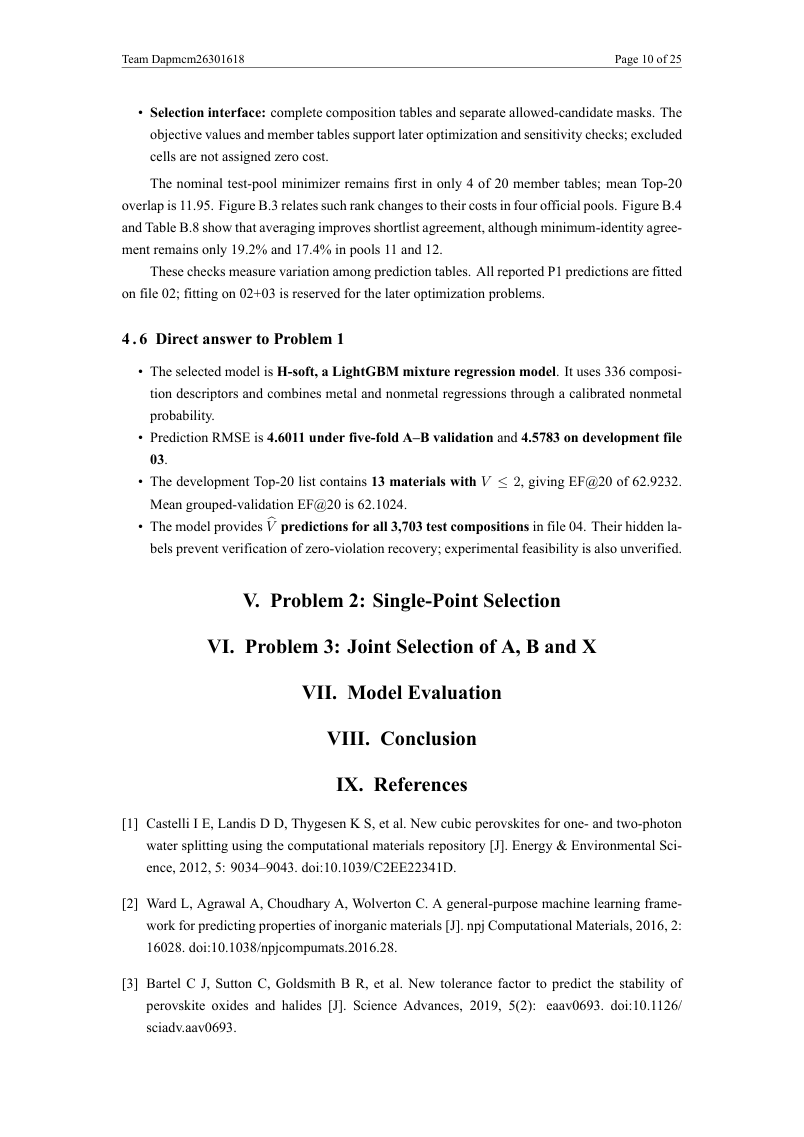 Team Dapmcm26301618 Page 10 of 25
• Selection interface: complete composition tables and separate allowed-candidate masks. The
objective values and member tables support later optimization and sensitivity checks; excluded
cells are not assigned zero cost.
The nominal test-pool minimizer remains first in only 4 of 20 member tables; mean Top-20
overlap is 11.95. Figure B.3 relates such rank changes to their costs in four official pools. Figure B.4
and Table B.8 show that averaging improves shortlist agreement, although minimum-identity agree-
ment remains only 19.2% and 17.4% in pools 11 and 12.
These checks measure variation among prediction tables. All reported P1 predictions are fitted
on file 02; fitting on 02+03 is reserved for the later optimization problems.
4.6 Direct answer to Problem 1
• The selected model is H-soft, a LightGBM mixture regression model. It uses 336 composi-
tion descriptors and combines metal and nonmetal regressions through a calibrated nonmetal
probability.
• Prediction RMSE is 4.6011 under five-fold A–B validation and 4.5783 on development file
03.
• The development Top-20 list contains 13 materials with V ≤ 2, giving EF@20 of 62.9232.
Mean grouped-validation EF@20 is 62.1024.
• The model provides V̂ predictions for all 3,703 test compositions in file 04. Their hidden la-
bels prevent verification of zero-violation recovery; experimental feasibility is also unverified.
V. Problem 2: Single-Point Selection
VI. Problem 3: Joint Selection of A, B and X
VII. Model Evaluation
VIII. Conclusion
IX. References
[1] Castelli I E, Landis D D, Thygesen K S, et al. New cubic perovskites for one- and two-photon
water splitting using the computational materials repository [J]. Energy & Environmental Sci-
ence, 2012, 5: 9034–9043. doi:10.1039/C2EE22341D.
[2] Ward L, Agrawal A, Choudhary A, Wolverton C. A general-purpose machine learning frame-
work for predicting properties of inorganic materials [J]. npj Computational Materials, 2016, 2:
16028. doi:10.1038/npjcompumats.2016.28.
[3] Bartel C J, Sutton C, Goldsmith B R, et al. New tolerance factor to predict the stability of
perovskite oxides and halides [J]. Science Advances, 2019, 5(2): eaav0693. doi:10.1126/
sciadv.aav0693.